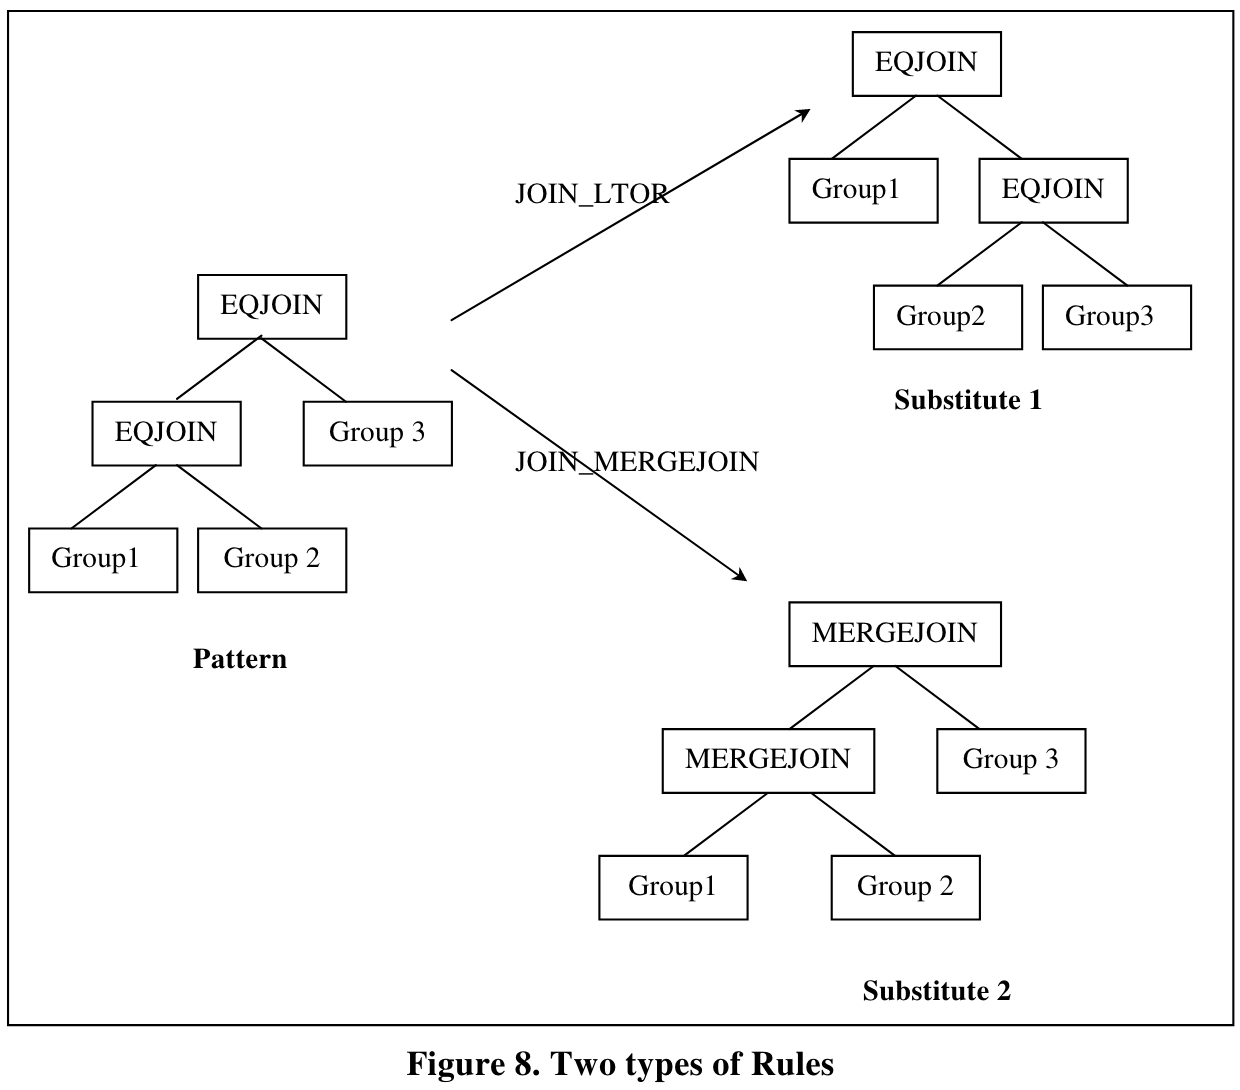 EQJOIN
Group1
EQJOIN
Group2
Group3
Substitute 1
JOIN_LTOR
EQJOIN
EQJOIN
Group 3
Group1
Group 2
Pattern
JOIN_MERGEJOIN
MERGEJOIN
MERGEJOIN
Group 3
Group1
Group 2
Substitute 2
Figure 8. Two types of Rules